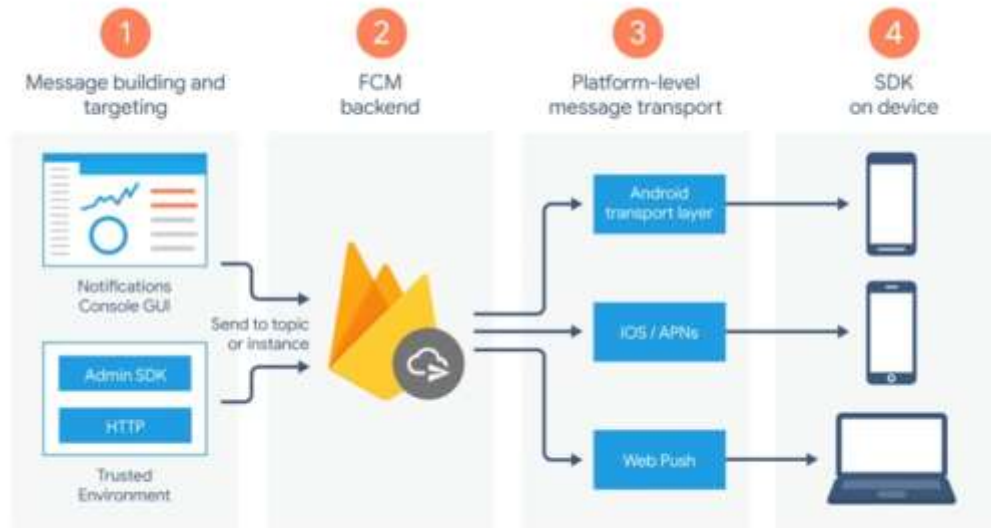 1
Message building and
targeting
2
FCM
backend
3
Platform-level
message transport
4
SDK
on device
Notifications
Console GUI
Send to topic
or instance
Admin SDK
HTTP
Trusted
Environment
Android
transport layer
iOS / APNs
Web Push